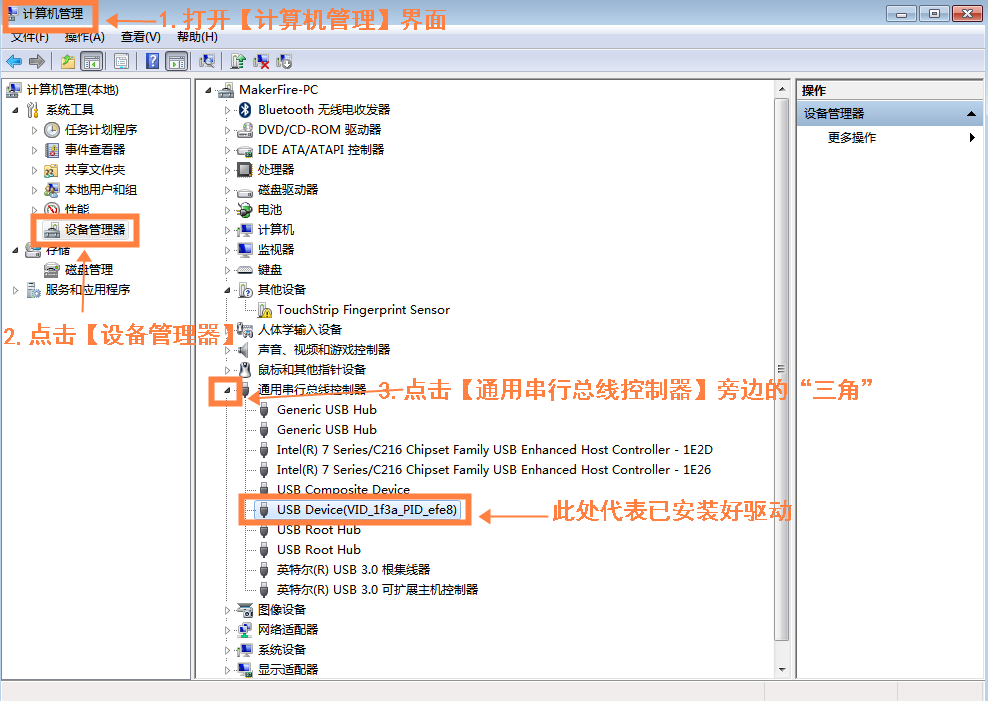 计算机管理
1. 打开【计算机管理】界面
文件(F) 操作(A) 查看(V) 帮助(H)
计算机管理(本地)
系统工具
任务计划程序
事件查看器
共享文件夹
本地用户和组
性能
设备管理器
存储
磁盘管理
服务和应用程序
2. 点击【设备管理器】
MakerFire-PC
Bluetooth 无线电收发器
DVD/CD-ROM 驱动器
IDE ATA/ATAPI 控制器
处理器
磁盘驱动器
电池
计算机
监视器
键盘
其他设备
TouchStrip Fingerprint Sensor
人体学输入设备
声音、视频和游戏控制器
鼠标和其他指针设备
通用串行总线控制器
3. 点击【通用串行总线控制器】旁边的“三角”
Generic USB Hub
Generic USB Hub
Intel(R) 7 Series/C216 Chipset Family USB Enhanced Host Controller - 1E2D
Intel(R) 7 Series/C216 Chipset Family USB Enhanced Host Controller - 1E26
USB Composite Device
USB Device(VID_1f3a_PID_efe8)
此处代表已安装好驱动
USB Root Hub
USB Root Hub
英特尔(R) USB 3.0 根集线器
英特尔(R) USB 3.0 可扩展主机控制器
图像设备
网络适配器
系统设备
显示适配器
操作
设备管理器
更多操作